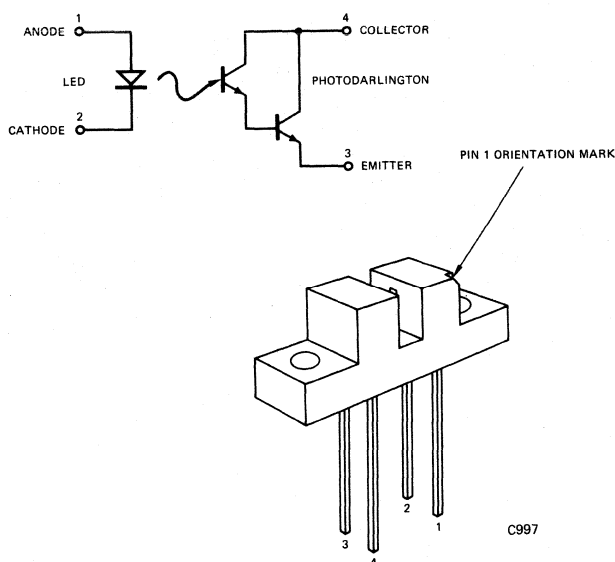 1
4
ANODE
COLLECTOR
LED
PHOTODARLINGTON
2
CATHODE
3
EMITTER
PIN 1 ORIENTATION MARK
2
1
3
4
C997